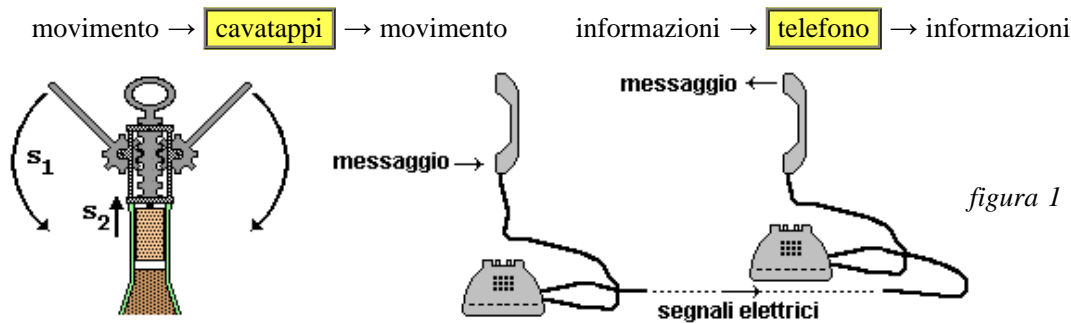 movimento → cavatappi → movimento
informazioni → telefono → informazioni
s1
s2
messaggio →
messaggio ←
segnali elettrici
figura 1